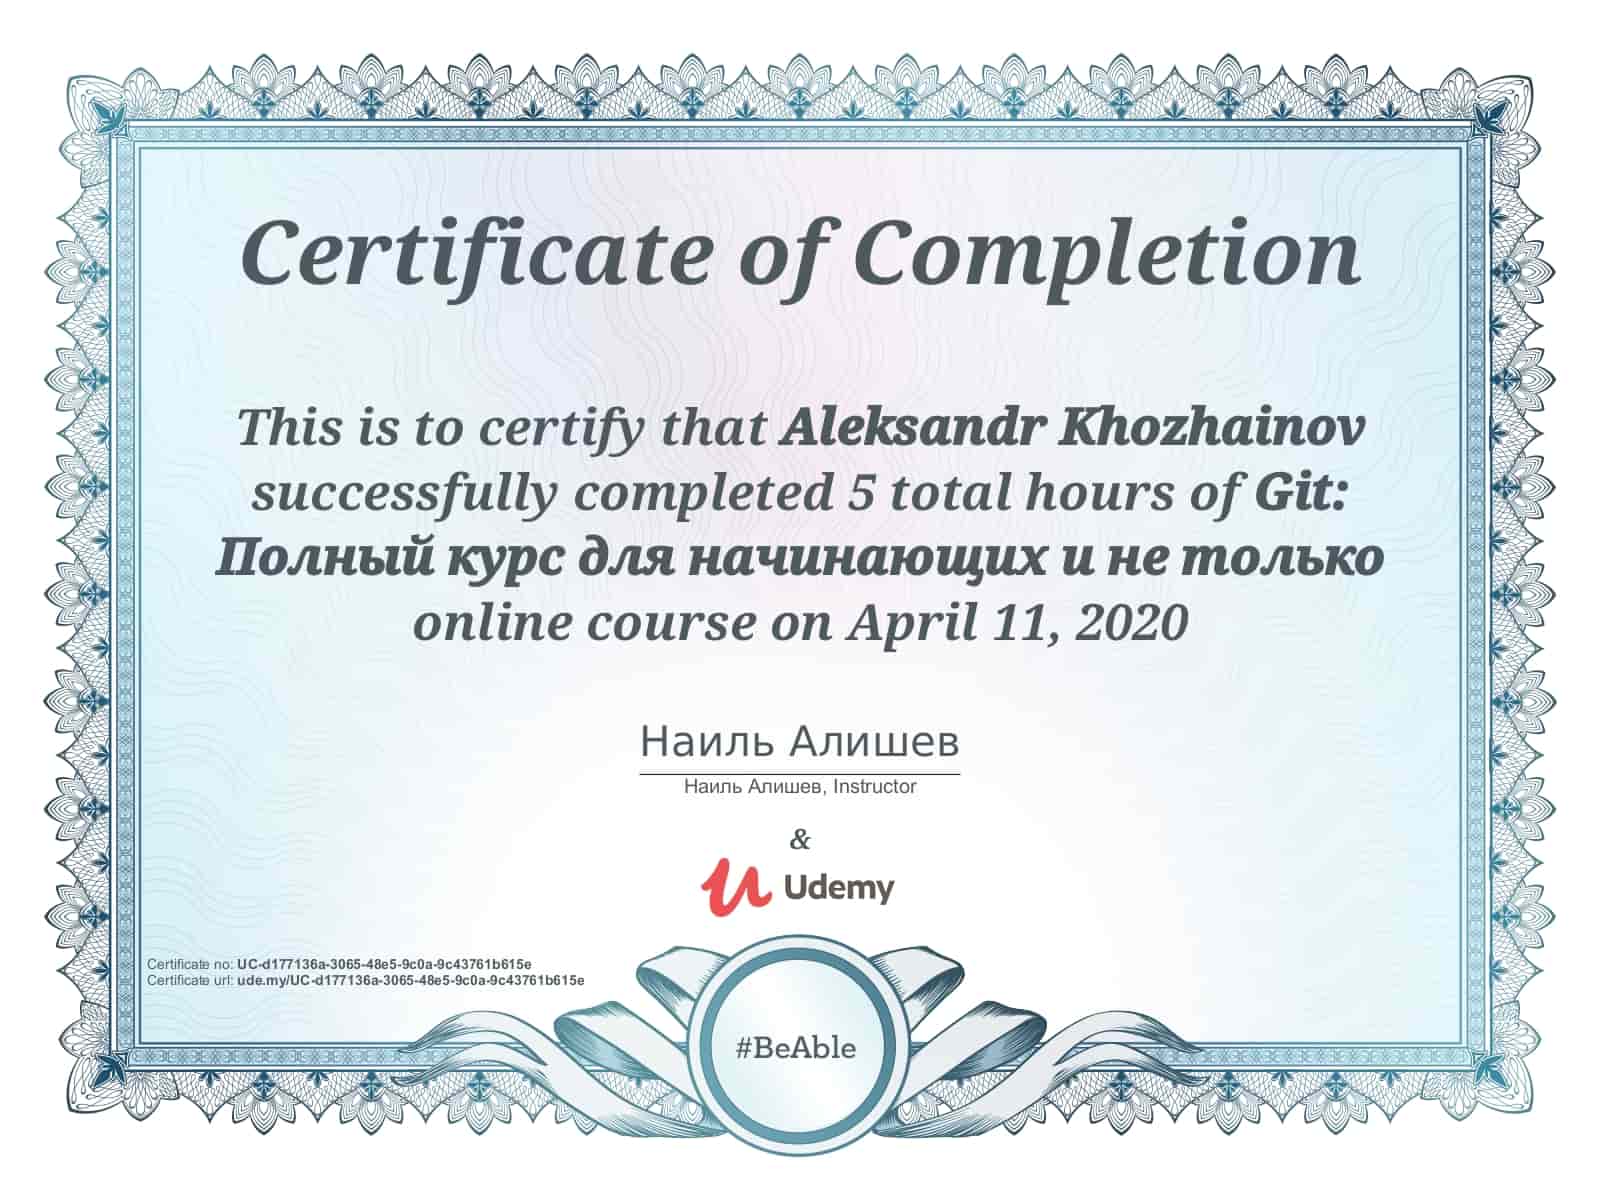 Certificate of Completion
This is to certify that Aleksandr Khozhainov
successfully completed 5 total hours of Git:
Полный курс для начинающих и не только
online course on April 11, 2020
Наиль Алишев
Наиль Алишев, Instructor
&
Udemy
Certificate no: UC-d177136a-3065-48e5-9c0a-9c43761b615e
Certificate url: ude.my/UC-d177136a-3065-48e5-9c0a-9c43761b615e
#BeAble